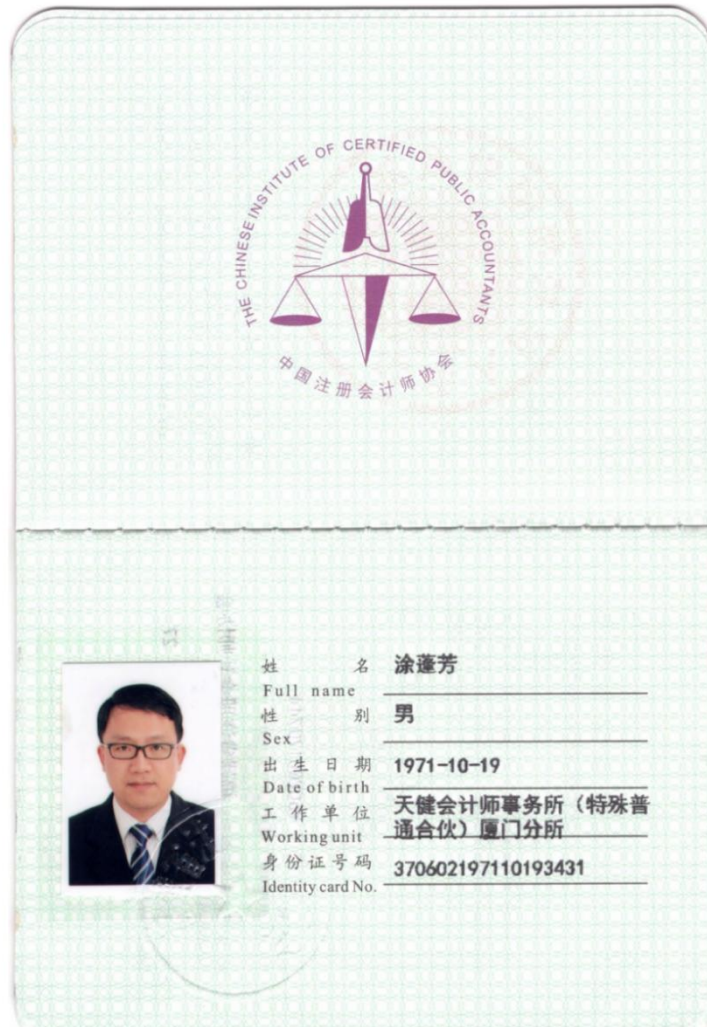 THE CHINESE INSTITUTE OF CERTIFIED PUBLIC ACCOUNTANTS
中国注册会计师协会
姓 名 涂蓬芳
Full name
性 别 男
Sex
出生日期 1971-10-19
Date of birth
工作单位 天健会计师事务所（特殊普
Working unit 通合伙）厦门分所
身份证号码 370602197110193431
Identity card No.